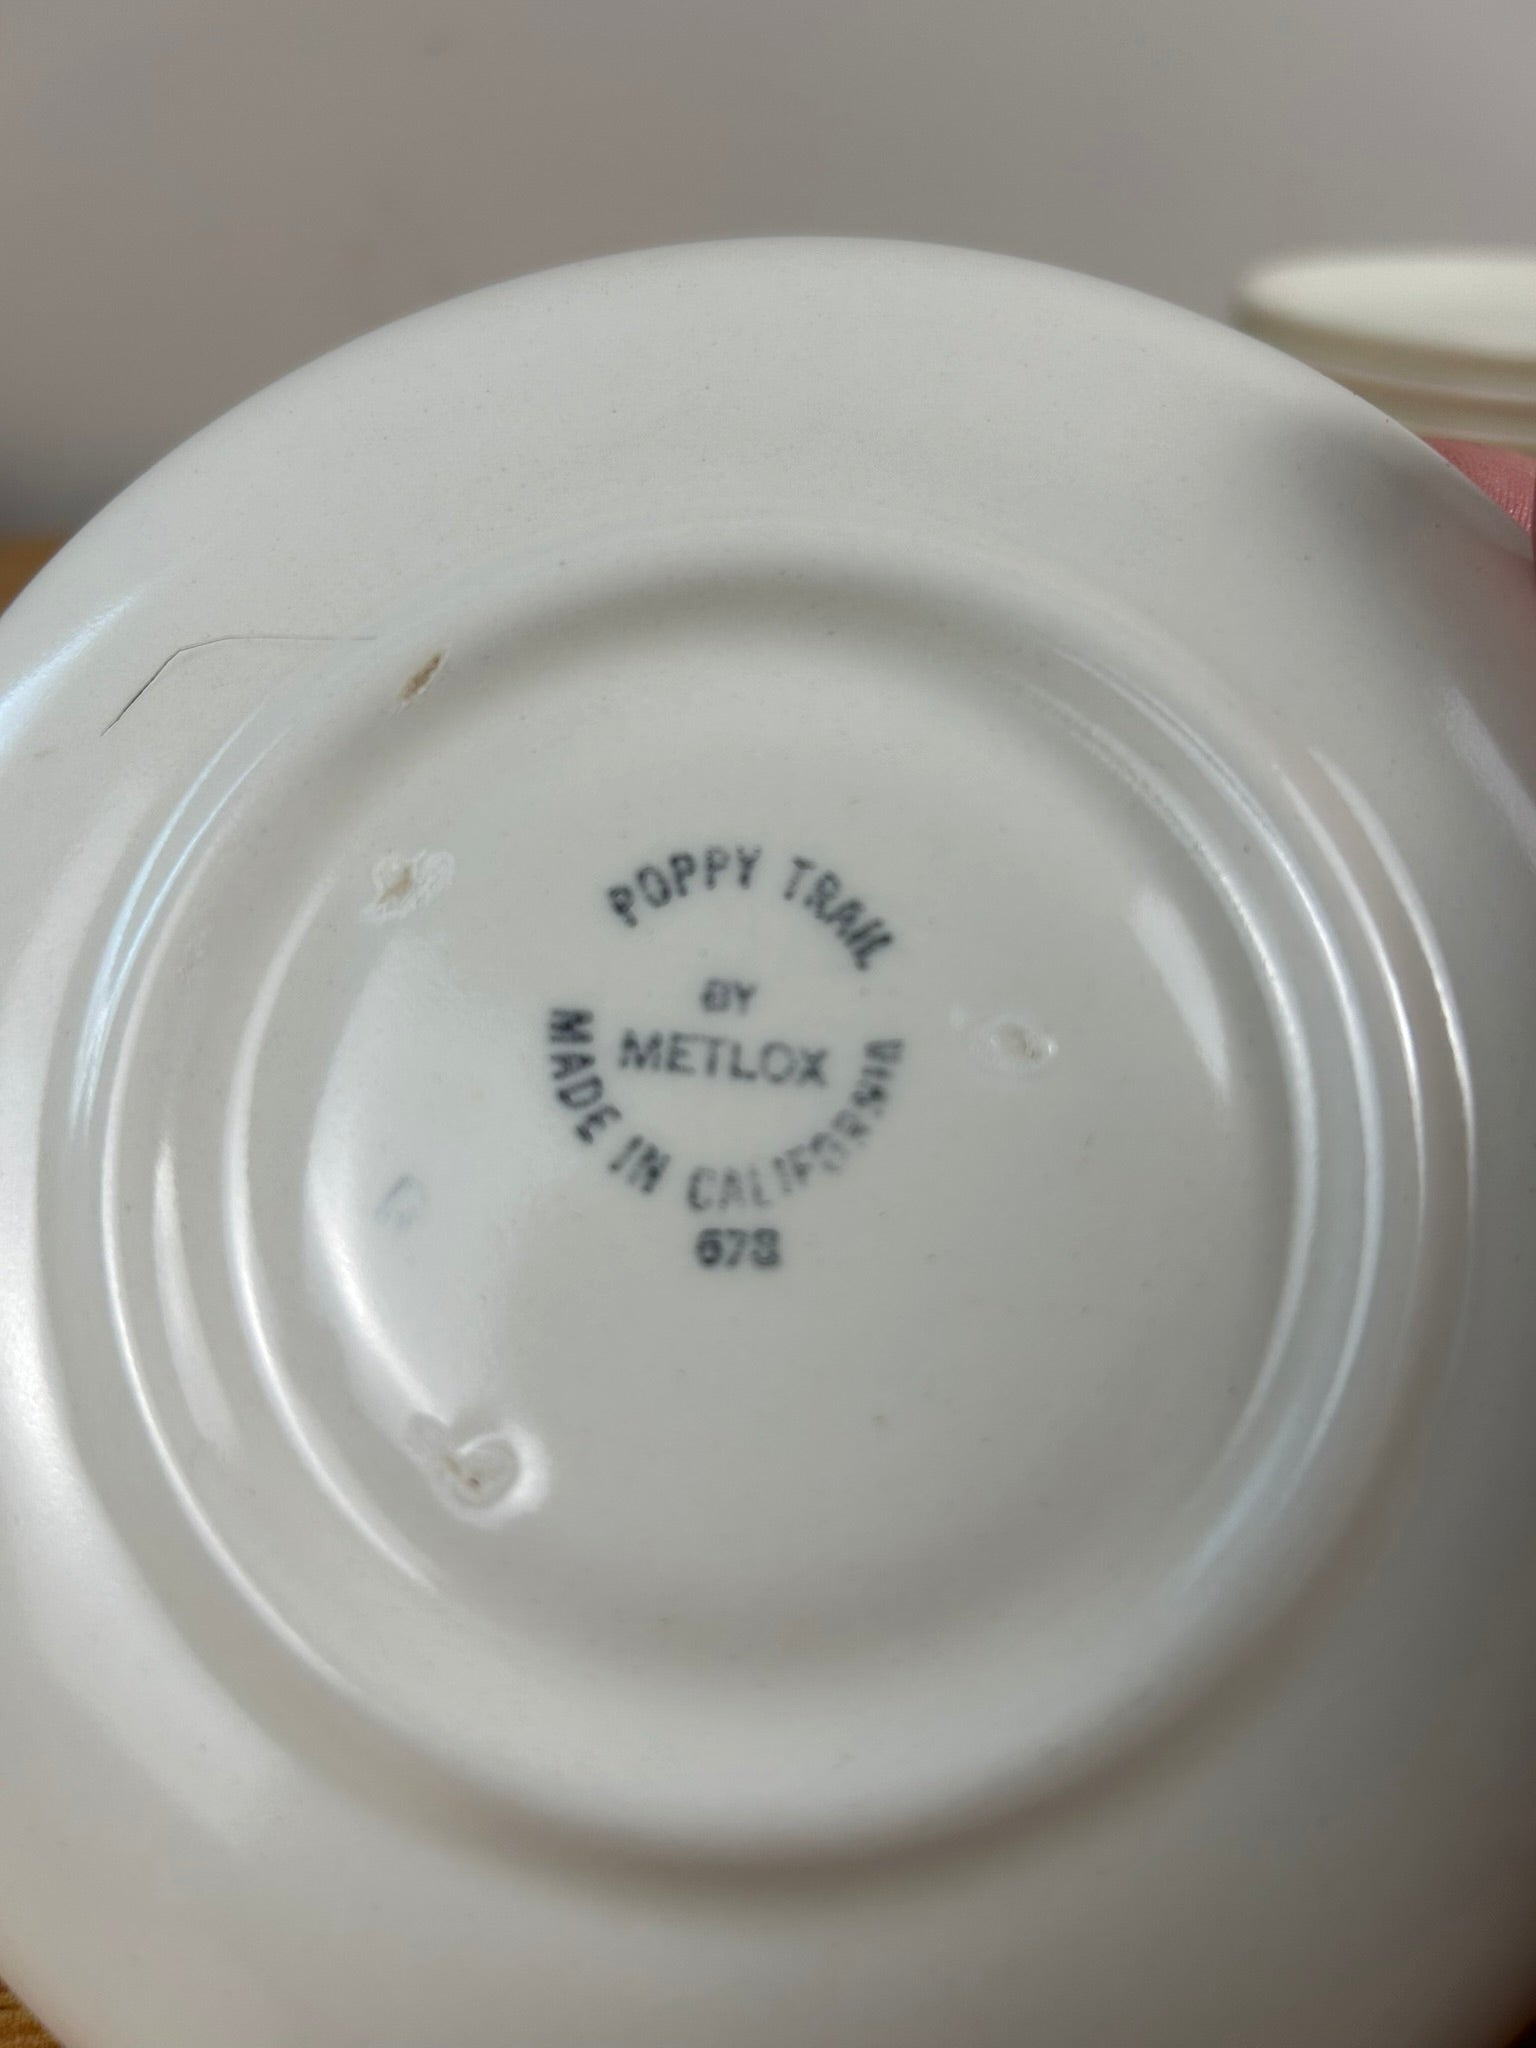 POPPY TRAIL
BY
METLOX
MADE IN CALIFORNIA
678